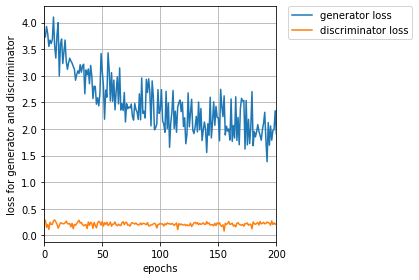 generator loss
discriminator loss
loss for generator and discriminator
4.0
3.5
3.0
2.5
2.0
1.5
1.0
0.5
0.0
0 50 100 150 200
epochs